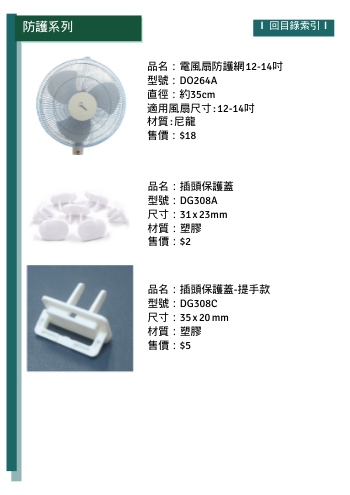 防護系列
I 回目錄索引 I
品名：電風扇防護網12-14吋
型號：DO264A
直徑：約35cm
適用風扇尺寸:12-14吋
材質:尼龍
售價：$18
品名：插頭保護蓋
型號：DG308A
尺寸：31x23mm
材質：塑膠
售價：$2
品名：插頭保護蓋-提手款
型號：DG308C
尺寸：35x20mm
材質：塑膠
售價：$5